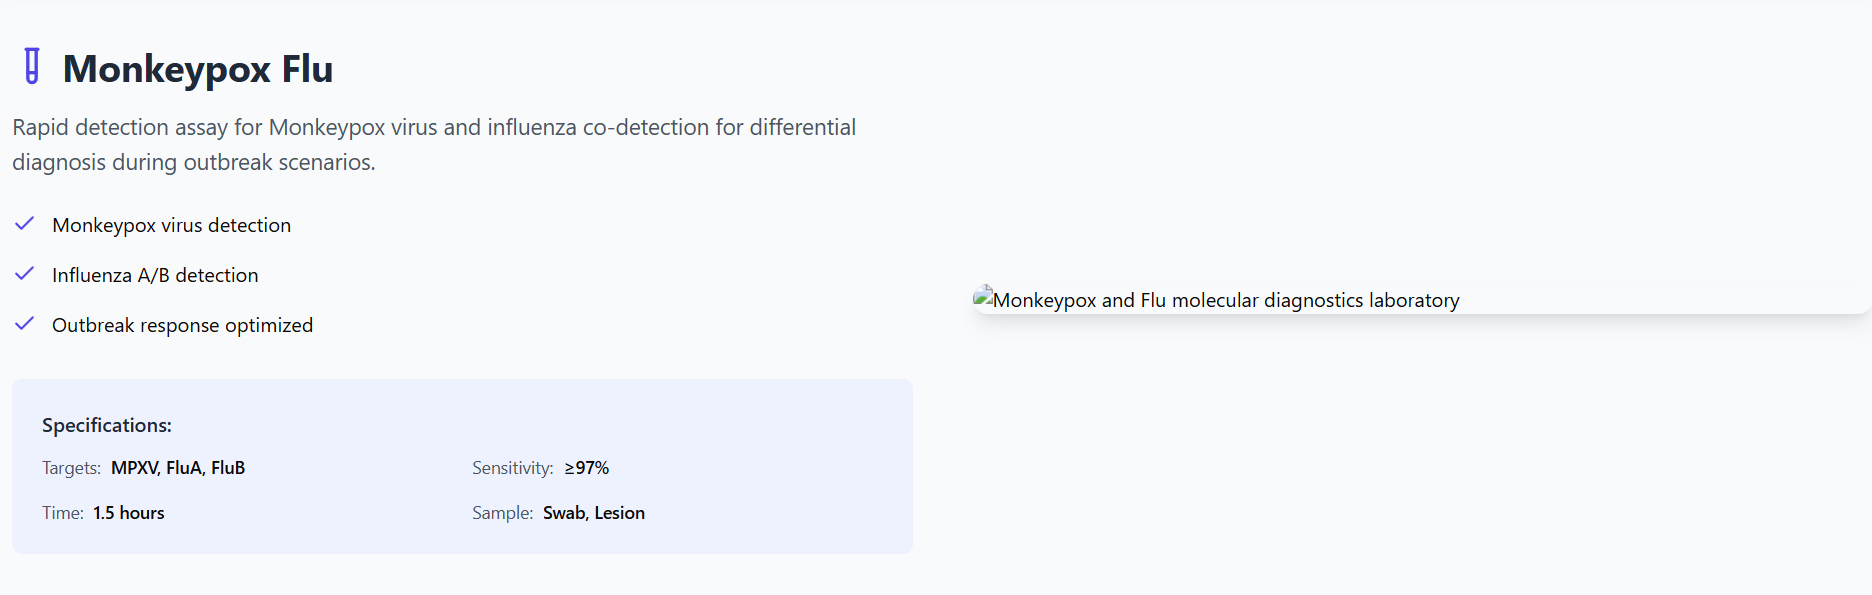 Monkeypox Flu
Rapid detection assay for Monkeypox virus and influenza co-detection for differential
diagnosis during outbreak scenarios.
Monkeypox virus detection
Influenza A/B detection
Outbreak response optimized
Monkeypox and Flu molecular diagnostics laboratory
Specifications:
Targets: MPXV, FluA, FluB
Sensitivity: ≥97%
Time: 1.5 hours
Sample: Swab, Lesion